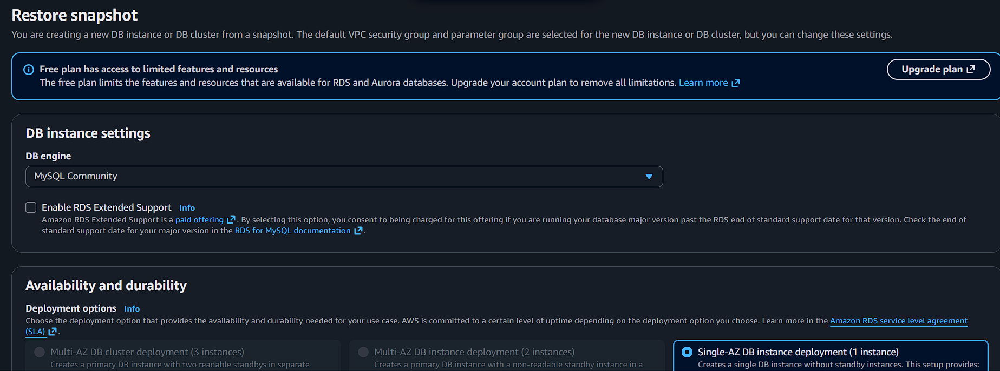 Restore snapshot
You are creating a new DB instance or DB cluster from a snapshot. The default VPC security group and parameter group are selected for the new DB instance or DB cluster, but you can change these settings.
Free plan has access to limited features and resources
The free plan limits the features and resources that are available for RDS and Aurora databases. Upgrade your account plan to remove all limitations. Learn more
Upgrade plan
DB instance settings
DB engine
MySQL Community
Enable RDS Extended Support Info
Amazon RDS Extended Support is a paid offering. By selecting this option, you consent to being charged for this offering if you are running your database major version past the RDS end of standard support date for that version. Check the end of
standard support date for your major version in the RDS for MySQL documentation.
Availability and durability
Deployment options Info
Choose the deployment option that provides the availability and durability needed for your use case. AWS is committed to a certain level of uptime depending on the deployment option you choose. Learn more in the Amazon RDS service level agreement
(SLA).
Multi-AZ DB cluster deployment (3 instances)
Creates a primary DB instance with two readable standbys in separate
Multi-AZ DB instance deployment (2 instances)
Creates a primary DB instance with a non-readable standby instance in a
Single-AZ DB instance deployment (1 instance)
Creates a single DB instance without standby instances. This setup provides: